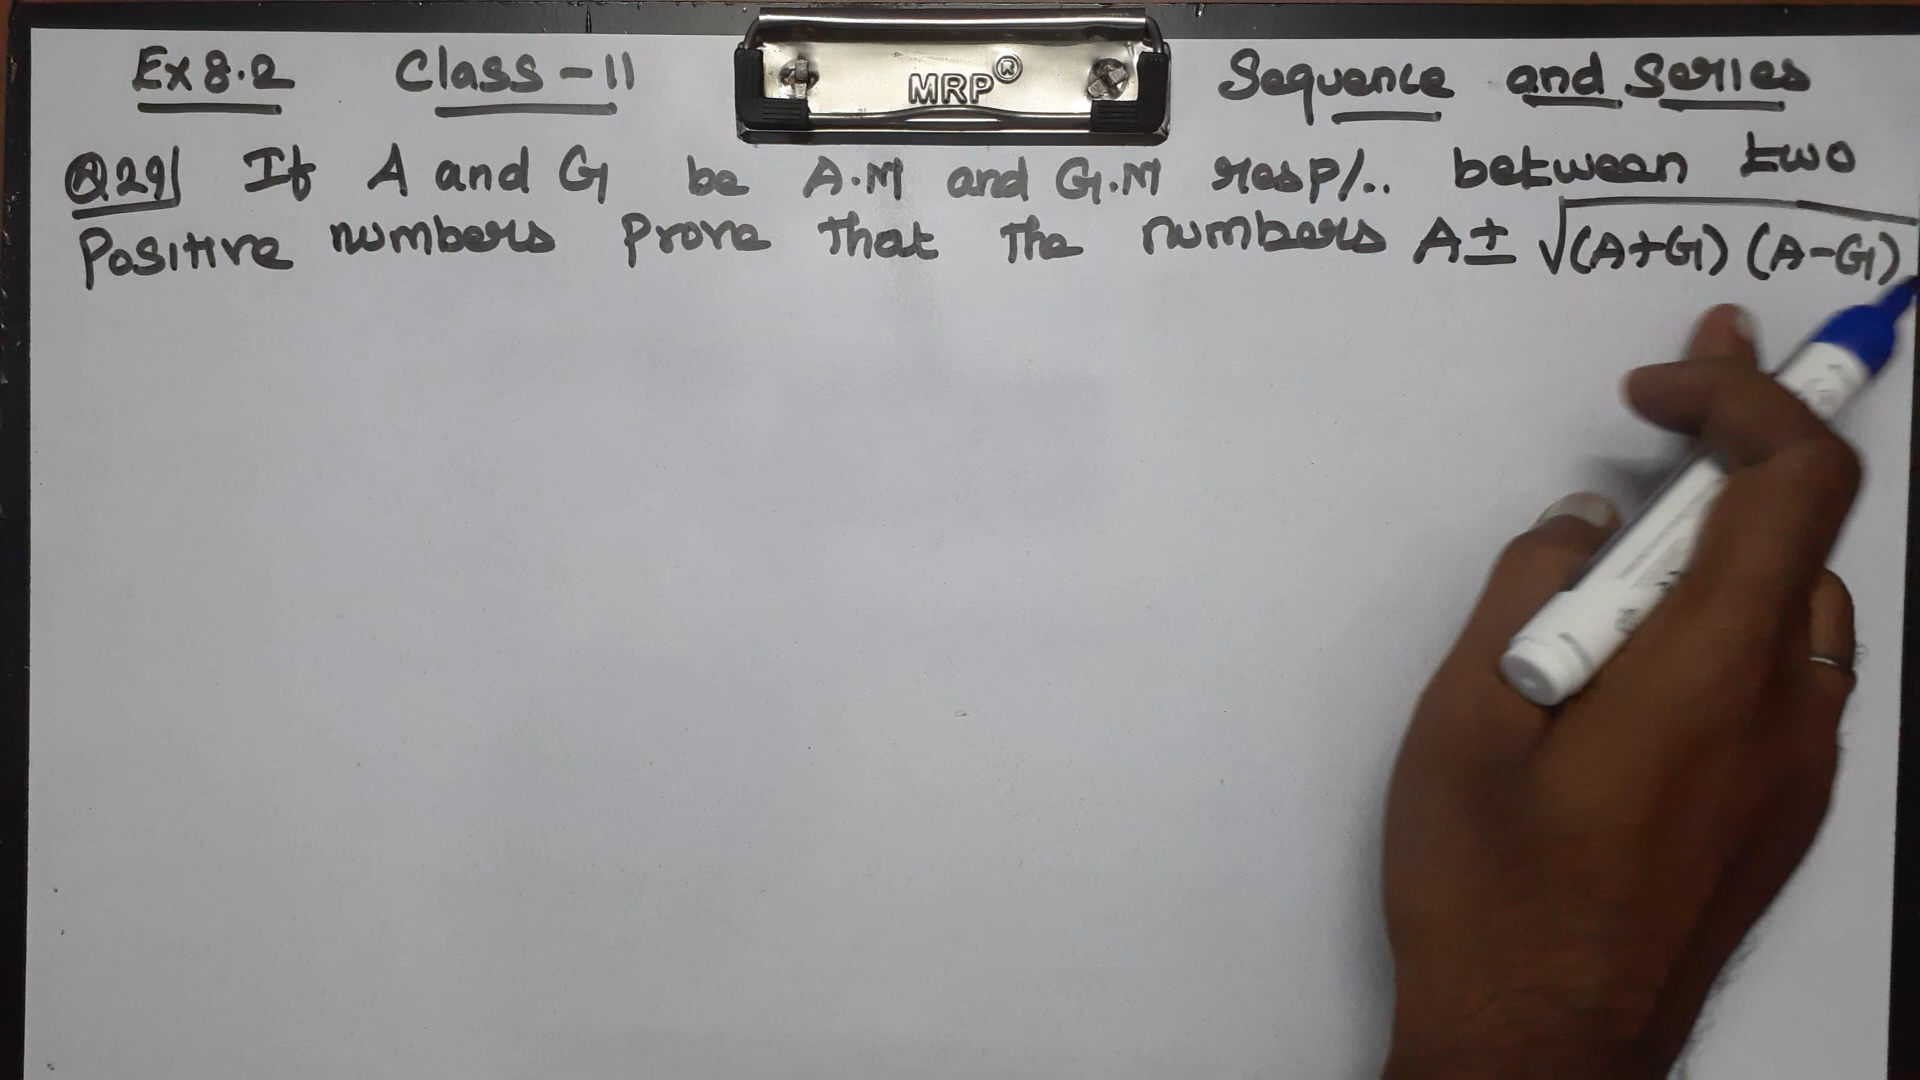 Ex 8.2 Class-11 MRP® Sequence and Series
Q29) If A and G be A.M and G.M resp/.. between two
Positive numbers Prove that The numbers A ± √(A+G) (A-G)